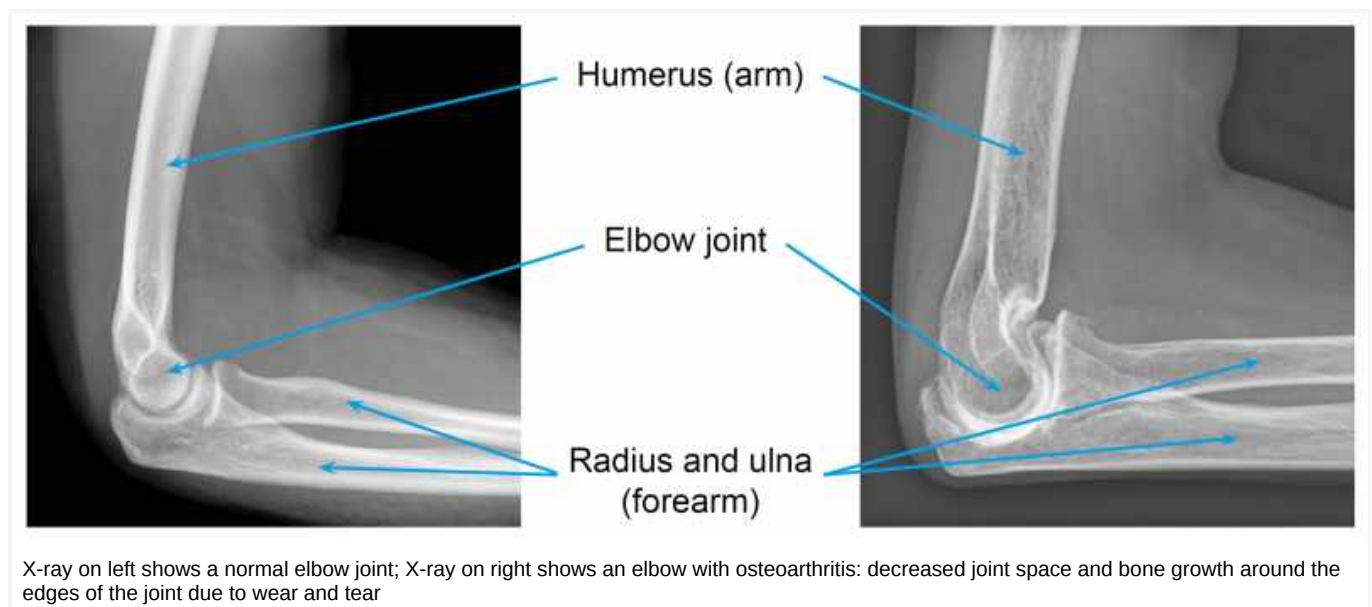 Humerus (arm)
Elbow joint
Radius and ulna
(forearm)
X-ray on left shows a normal elbow joint; X-ray on right shows an elbow with osteoarthritis: decreased joint space and bone growth around the
edges of the joint due to wear and tear